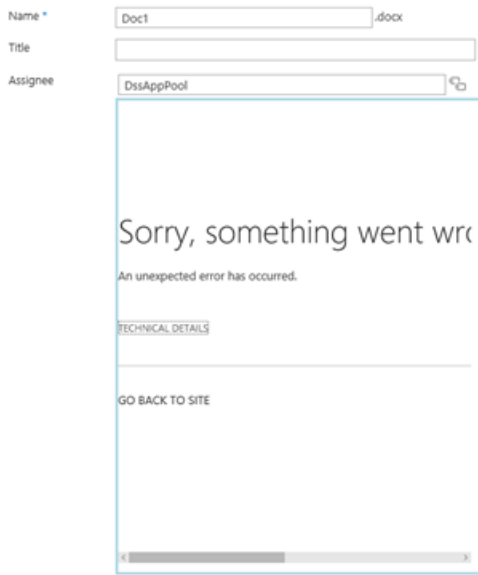 Name * Doc1 .docx
Title
Assignee DssAppPool
Sorry, something went wro
An unexpected error has occurred.
TECHNICAL DETAILS
GO BACK TO SITE